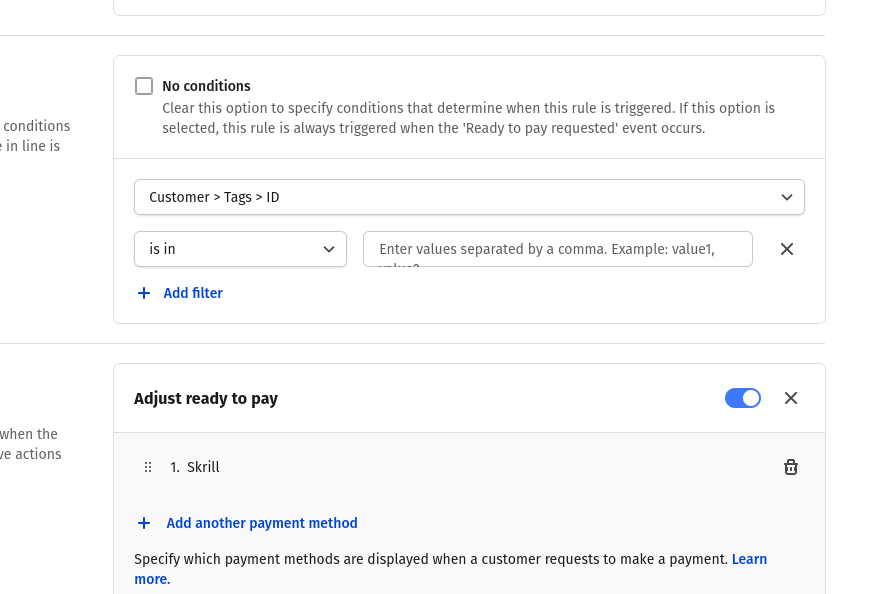 No conditions
Clear this option to specify conditions that determine when this rule is triggered. If this option is
selected, this rule is always triggered when the 'Ready to pay requested' event occurs.
conditions
in line is
Customer > Tags > ID
is in
Enter values separated by a comma. Example: value1,
Add filter
Adjust ready to pay
when the
actions
1. Skrill
Add another payment method
Specify which payment methods are displayed when a customer requests to make a payment. Learn
more.